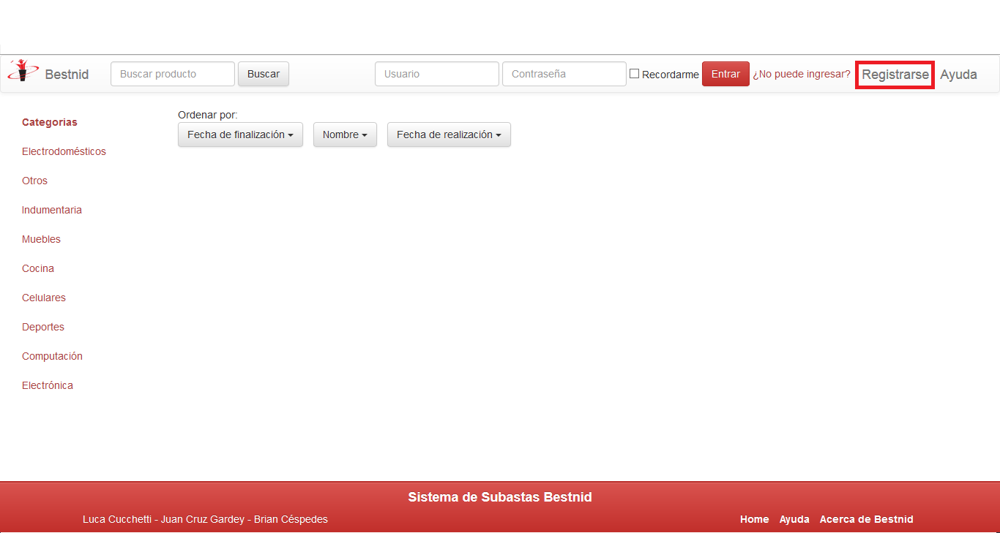 Bestnid Buscar producto Buscar Usuario Contraseña Recordarme Entrar ¿No puede ingresar? Registrarse Ayuda
Ordenar por:
Categorias
Fecha de finalización Nombre Fecha de realización
Electrodomésticos
Otros
Indumentaria
Muebles
Cocina
Celulares
Deportes
Computación
Electrónica
Sistema de Subastas Bestnid
Luca Cucchetti - Juan Cruz Gardey - Brian Céspedes Home Ayuda Acerca de Bestnid